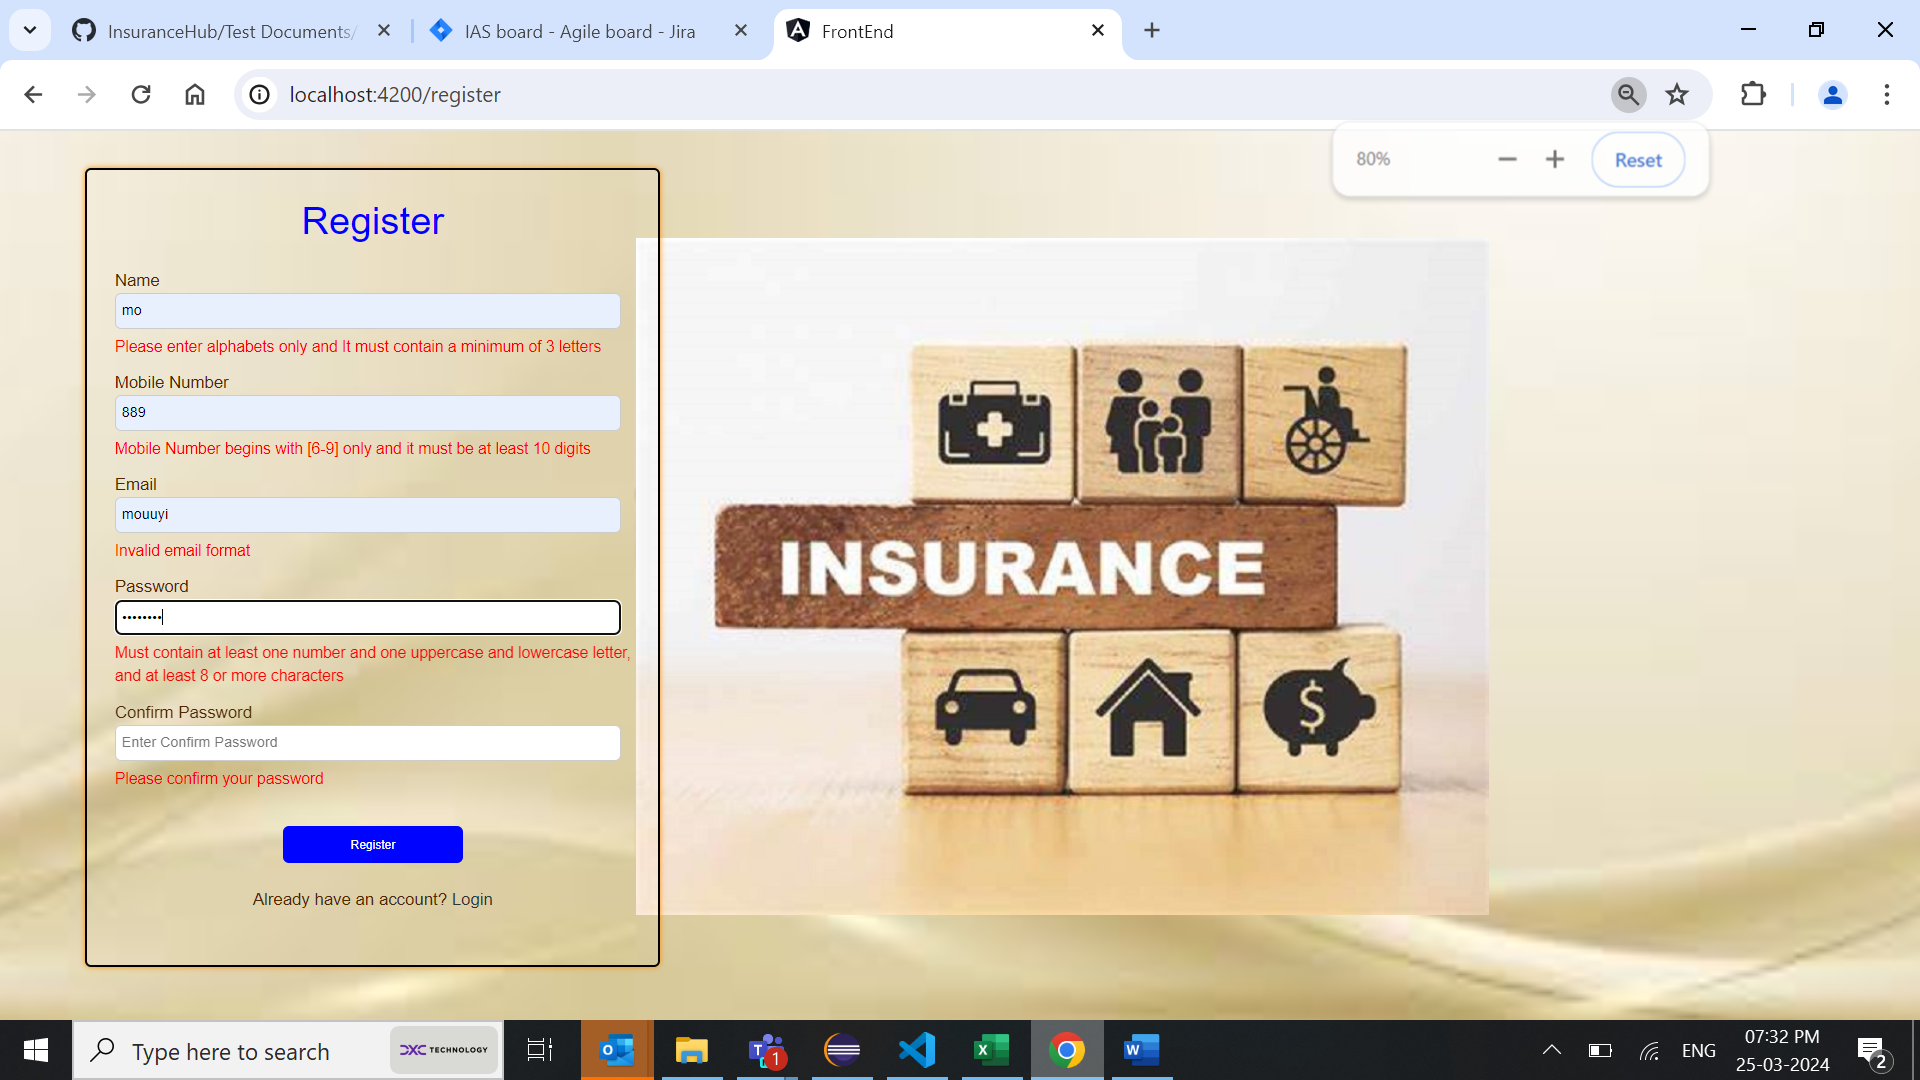 InsuranceHub/Test Documents/
IAS board - Agile board - Jira
FrontEnd
localhost:4200/register
80%
Reset
Register
Name
mo
Please enter alphabets only and It must contain a minimum of 3 letters
Mobile Number
889
Mobile Number begins with [6-9] only and it must be at least 10 digits
Email
mouuyi
Invalid email format
Password
••••••••
Must contain at least one number and one uppercase and lowercase letter,
and at least 8 or more characters
Confirm Password
Enter Confirm Password
Please confirm your password
Register
Already have an account? Login
INSURANCE
$
Type here to search
DXC TECHNOLOGY
1
ENG
07:32 PM
25-03-2024
2